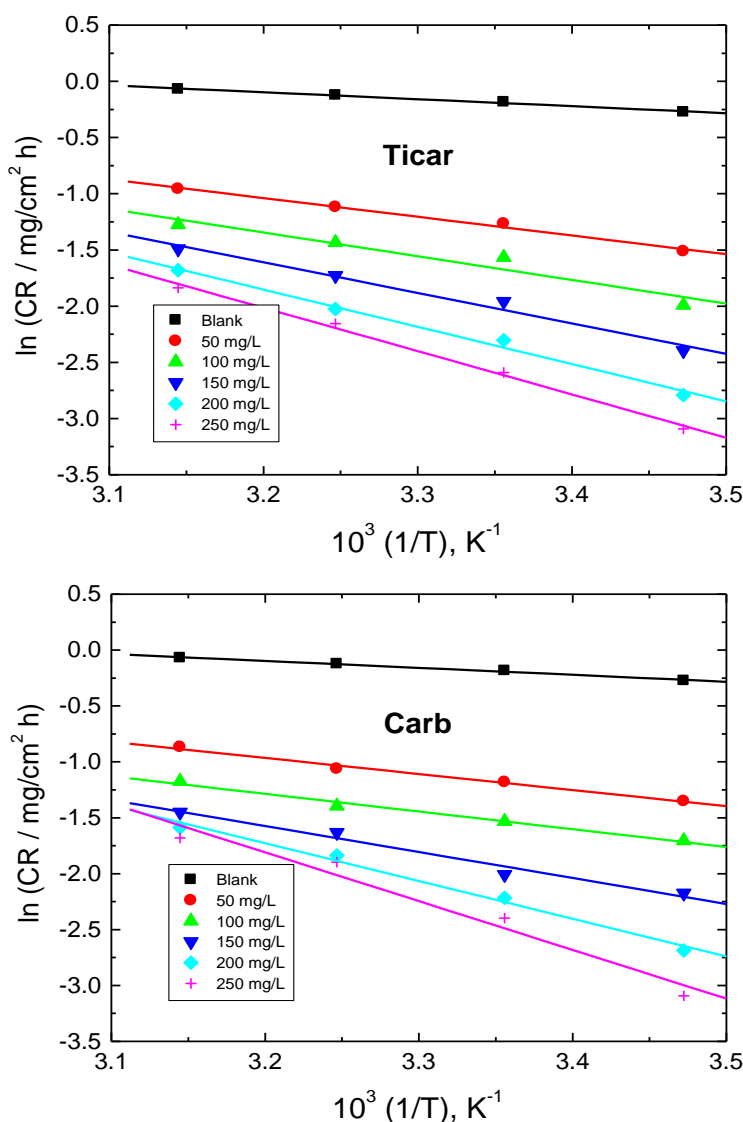 0.5
0.0
-0.5
-1.0
-1.5
-2.0
-2.5
-3.0
-3.5
ln (CR / mg/cm² h)
Ticar
Blank
50 mg/L
100 mg/L
150 mg/L
200 mg/L
250 mg/L
3.1 3.2 3.3 3.4 3.5
10³ (1/T), K⁻¹
0.5
0.0
-0.5
-1.0
-1.5
-2.0
-2.5
-3.0
-3.5
ln (CR / mg/cm² h)
Carb
Blank
50 mg/L
100 mg/L
150 mg/L
200 mg/L
250 mg/L
3.1 3.2 3.3 3.4 3.5
10³ (1/T), K⁻¹